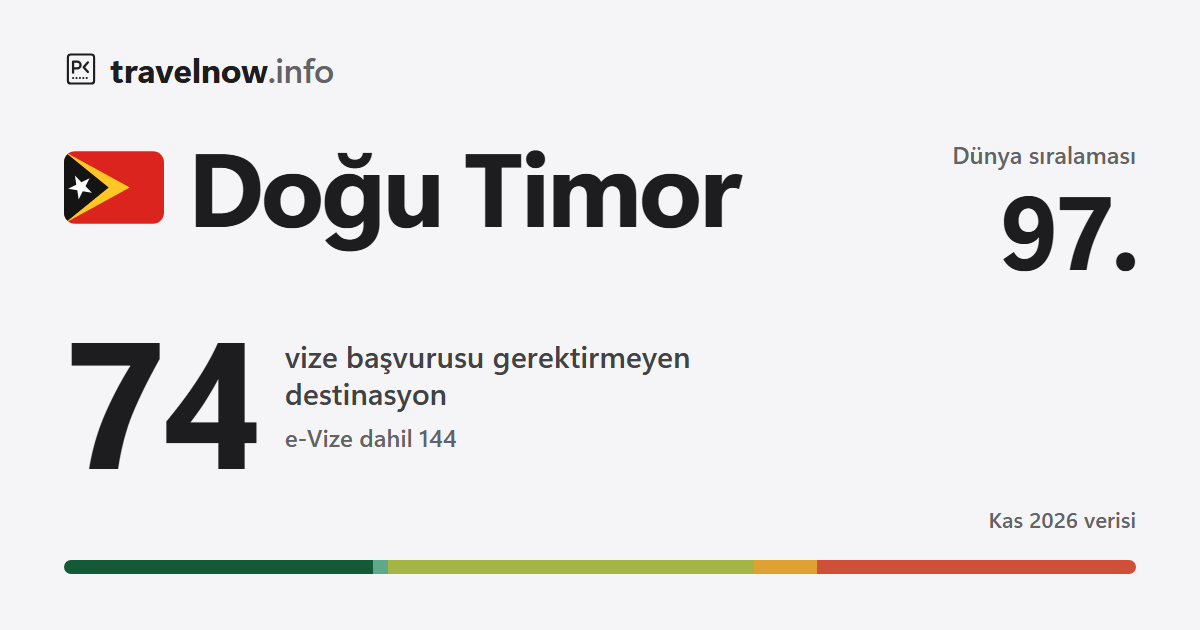 travelnow.info
Doğu Timor
Dünya sıralaması
97.
74
vize başvurusu gerektirmeyen
destinasyon
e-Vize dahil 144
Kas 2026 verisi